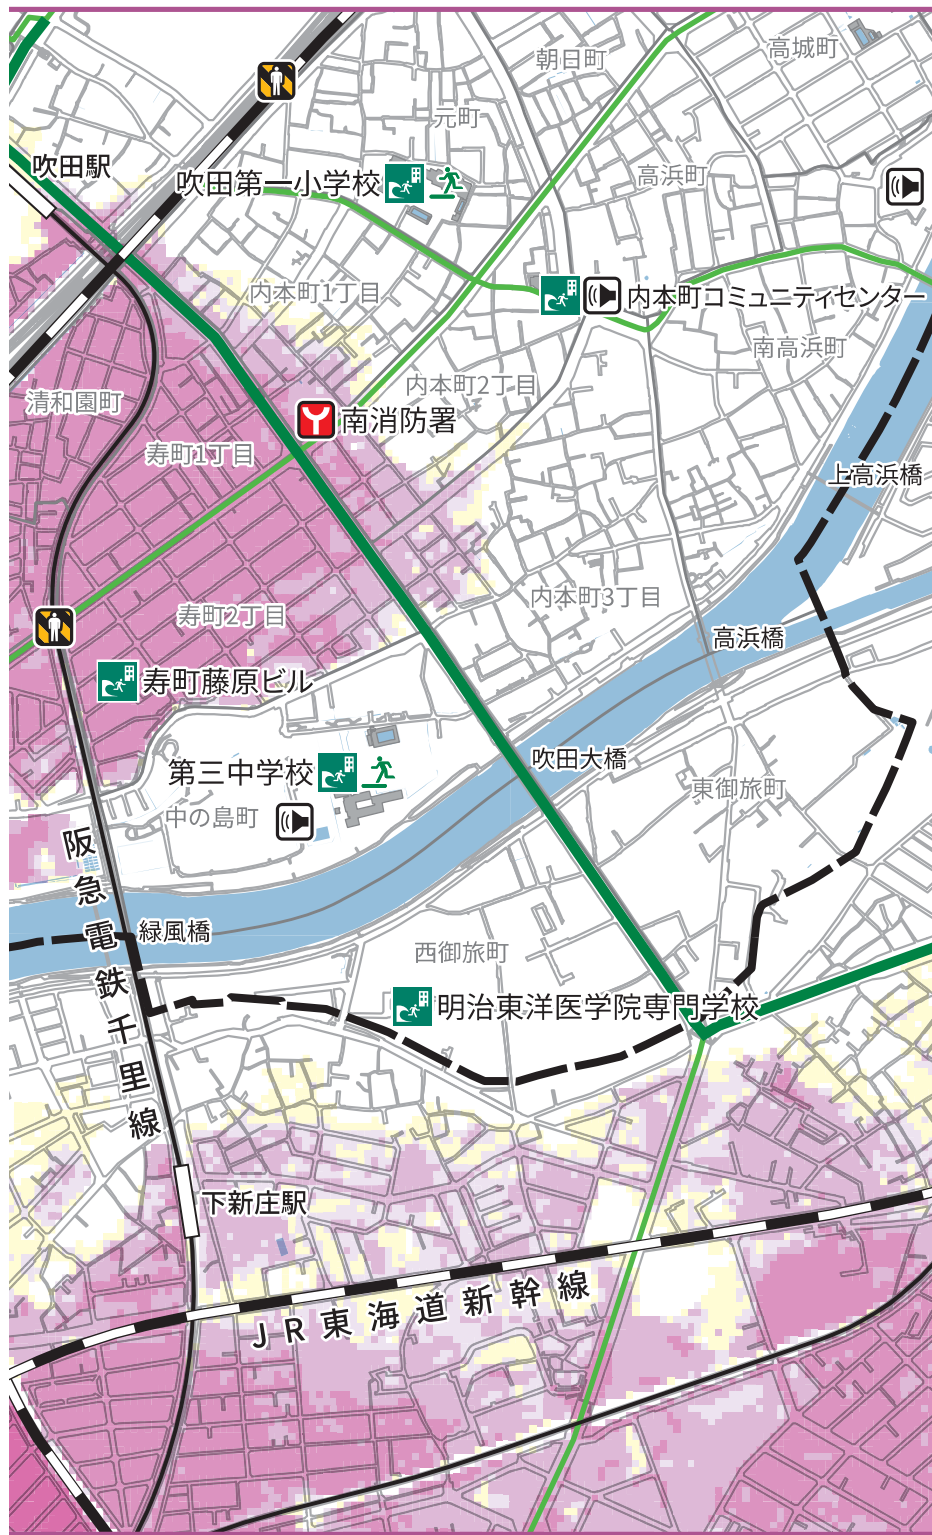 朝日町
高城町
元町
吹田駅
吹田第一小学校
高浜町
内本町1丁目
内本町コミュニティセンター
南高浜町
内本町2丁目
清和園町
南消防署
寿町1丁目
上高浜橋
内本町3丁目
寿町2丁目
高浜橋
寿町藤原ビル
吹田大橋
第三中学校
東御旅町
中の島町
阪急電鉄千里線
緑風橋
西御旅町
明治東洋医学院専門学校
下新庄駅
JR東海道新幹線